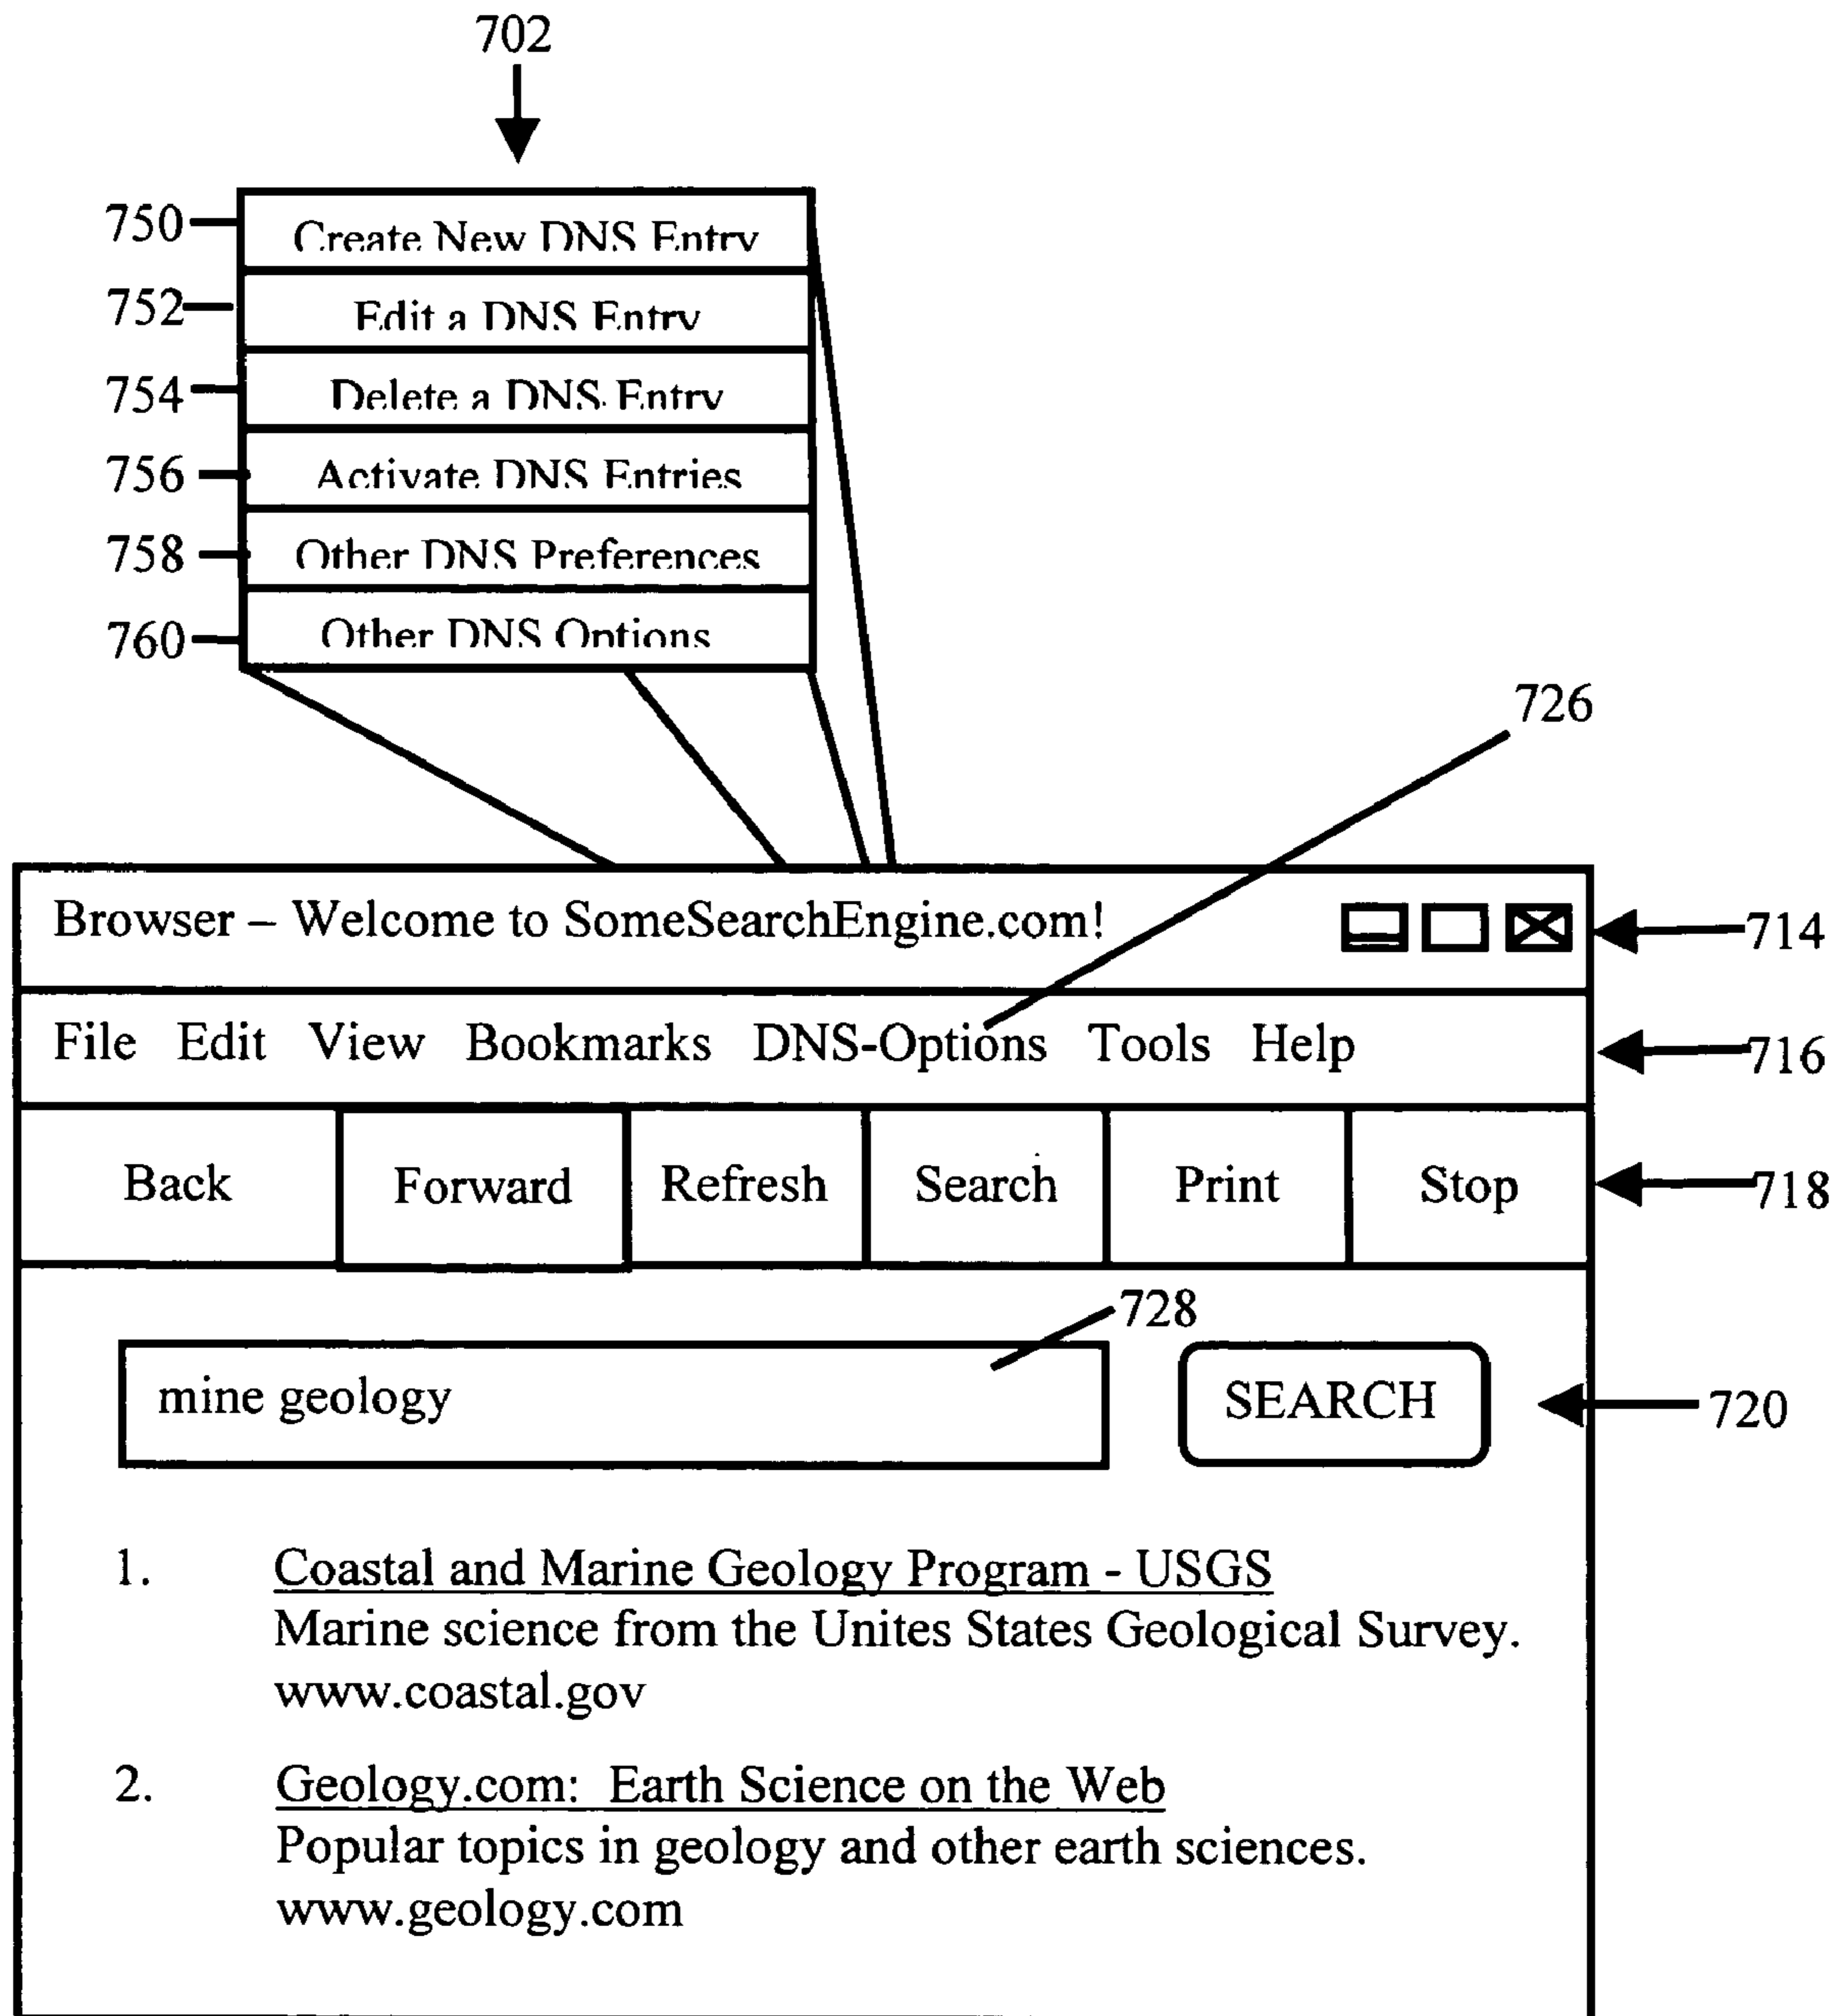 702
750 Create New DNS Entry
752 Edit a DNS Entry
754 Delete a DNS Entry
756 Activate DNS Entries
758 Other DNS Preferences
760 Other DNS Options
726
Browser – Welcome to SomeSearchEngine.com! 714
File Edit View Bookmarks DNS-Options Tools Help 716
Back Forward Refresh Search Print Stop 718
728
mine geology SEARCH 720
1. Coastal and Marine Geology Program - USGS
Marine science from the Unites States Geological Survey.
www.coastal.gov
2. Geology.com: Earth Science on the Web
Popular topics in geology and other earth sciences.
www.geology.com